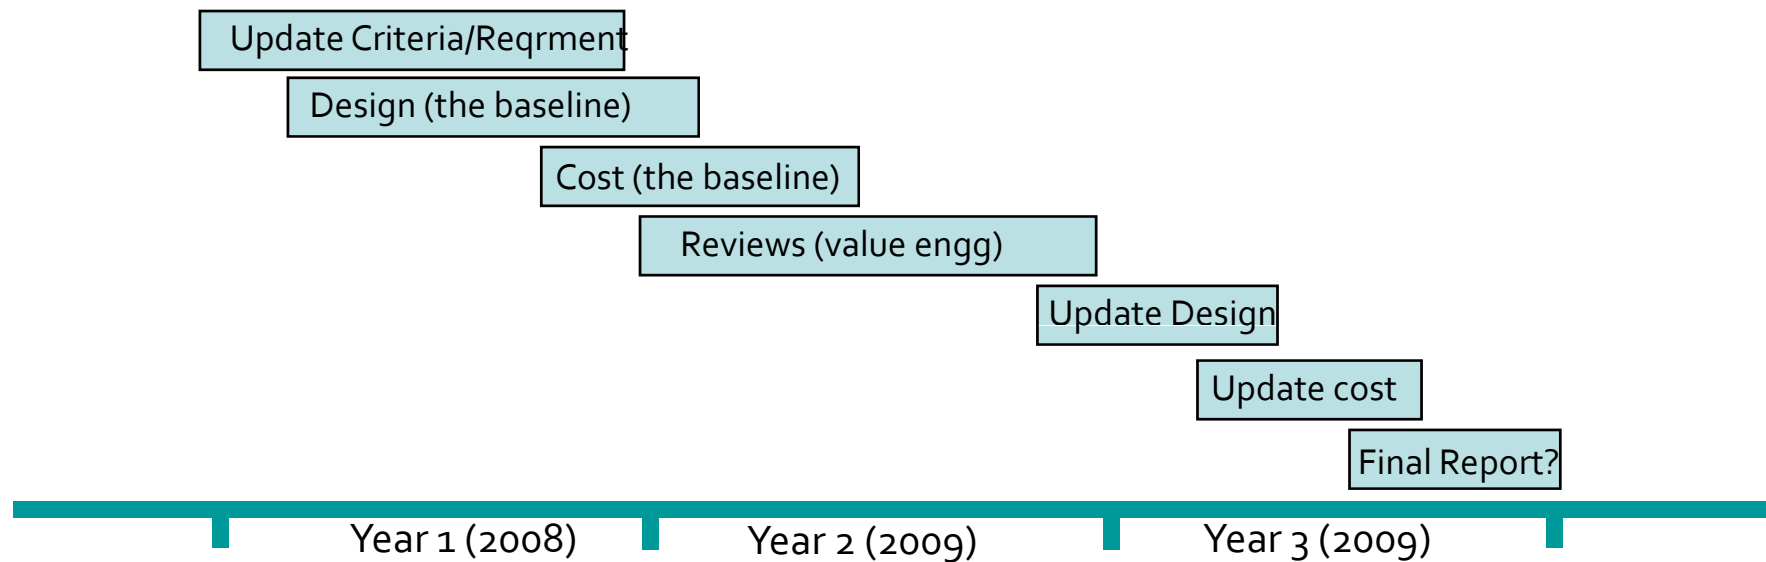 Update Criteria/Reqrment
Design (the baseline)
Cost (the baseline)
Reviews (value engg)
Update Design
Update cost
Final Report?
Year 1 (2008)
Year 2 (2009)
Year 3 (2009)